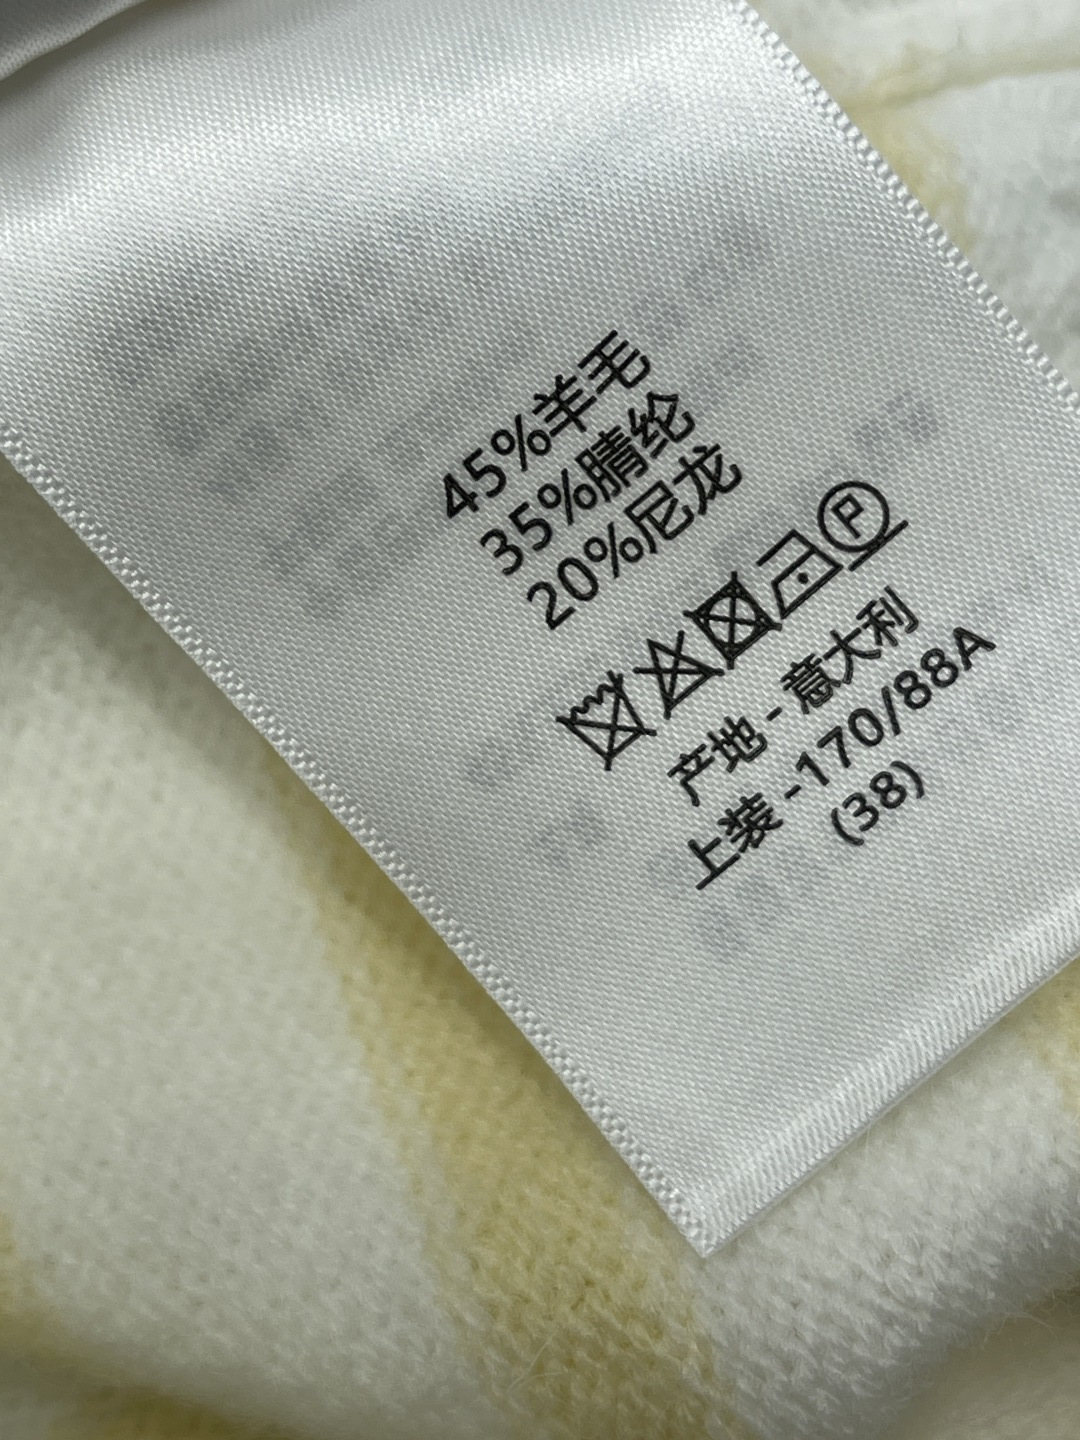 45%羊毛
35%腈纶
20%尼龙
P
产地 - 意大利
上装 -170/88A
(38)